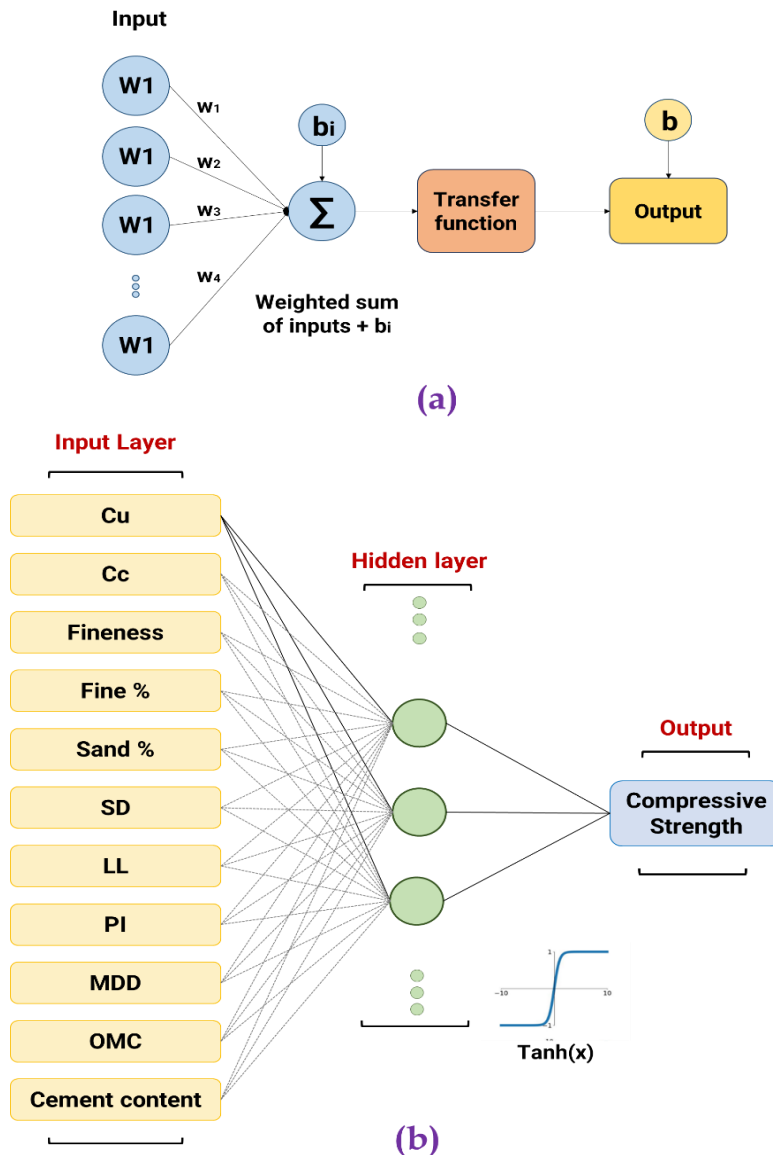 Input
W1
W1
W1
W1
w1
w2
w3
w4
bi
Σ
Weighted sum
of inputs + bi
Transfer
function
b
Output
(a)
Input Layer
Cu
Cc
Fineness
Fine %
Sand %
SD
LL
PI
MDD
OMC
Cement content
Hidden layer
Output
Compressive
Strength
1
-10
10
-1
Tanh(x)
(b)